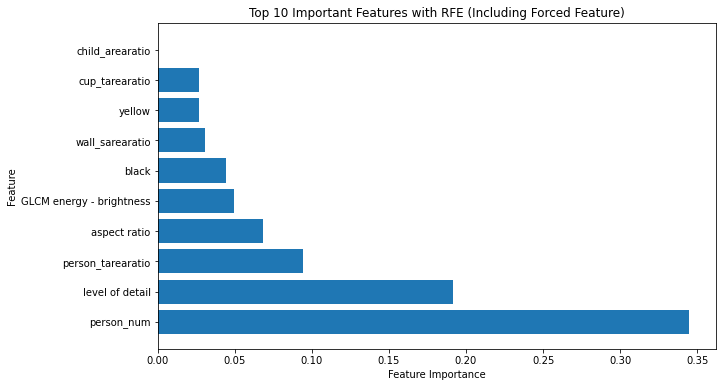 Top 10 Important Features with RFE (Including Forced Feature)
Feature
child_arearatio
cup_tarearatio
yellow
wall_sarearatio
black
GLCM energy - brightness
aspect ratio
person_tarearatio
level of detail
person_num
0.00 0.05 0.10 0.15 0.20 0.25 0.30 0.35
Feature Importance